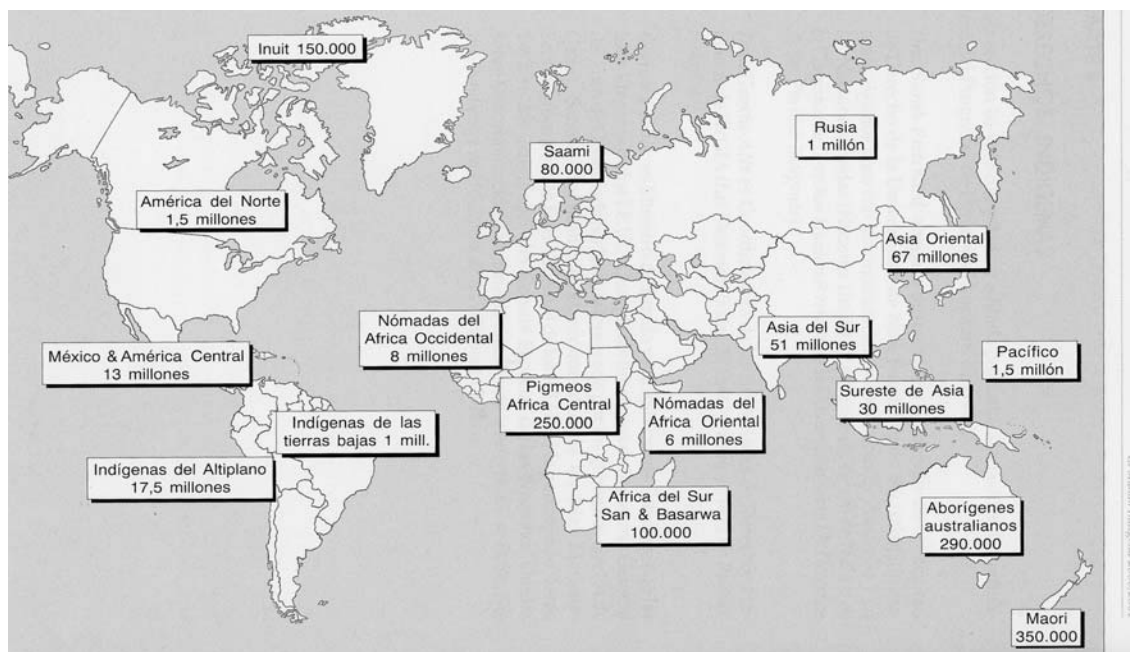 Inuit 150.000
Rusia
1 millón
Saami
80.000
América del Norte
1,5 millones
Asia Oriental
67 millones
Nómadas del
Africa Occidental
8 millones
Asia del Sur
51 millones
México & América Central
13 millones
Pacífico
1,5 millón
Pigmeos
Africa Central
250.000
Nómadas del
Africa Oriental
6 millones
Sureste de Asia
30 millones
Indígenas de las
tierras bajas 1 mill.
Indígenas del Altiplano
17,5 millones
Africa del Sur
San & Basarwa
100.000
Aborígenes
australianos
290.000
Maori
350.000